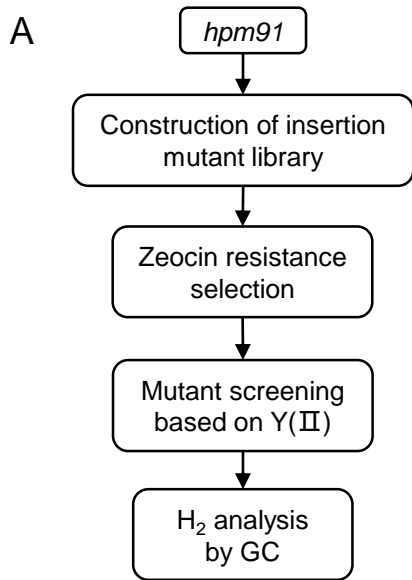 A
hpm91
Construction of insertion
mutant library
Zeocin resistance
selection
Mutant screening
based on Y(Ⅱ)
H₂ analysis
by GC